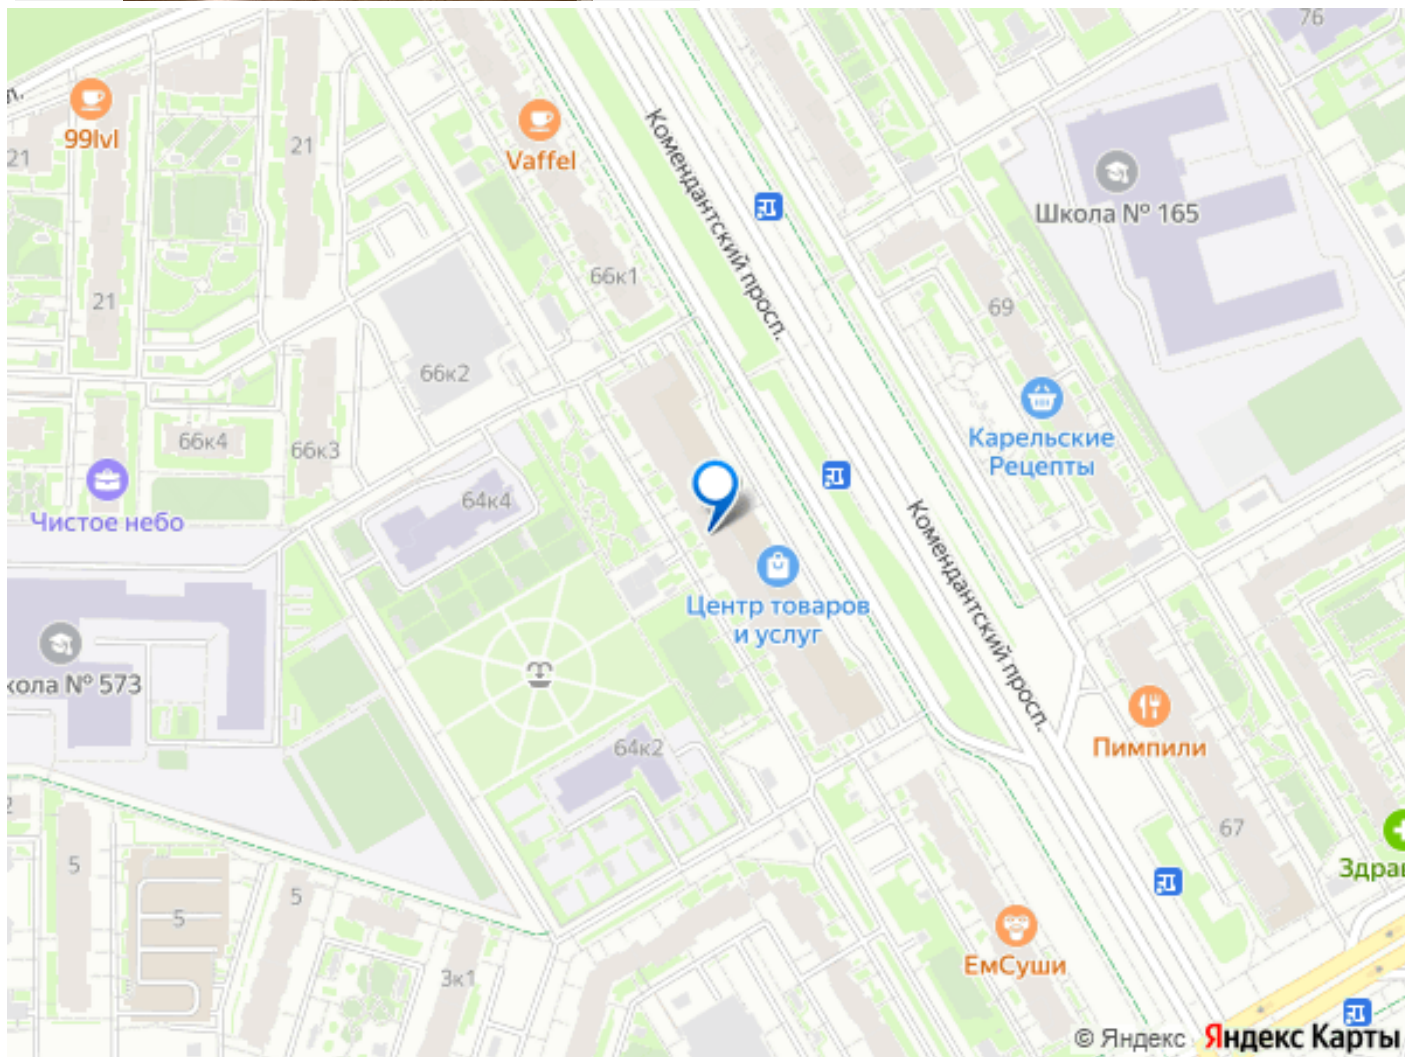 76
п.
99lvl
21
21
Vaffel
Комендантский просп.
Школа № 165
66к1
21
69
66к2
Карельские
Рецепты
66к4
66к3
64к4
Чистое небо
Комендантский просп.
Центр товаров
и услуг
кола № 573
Пимпили
64к2
2
67
5
Здрав
5
5
ЕмСуши
3к1
© Яндекс Яндекс Карты